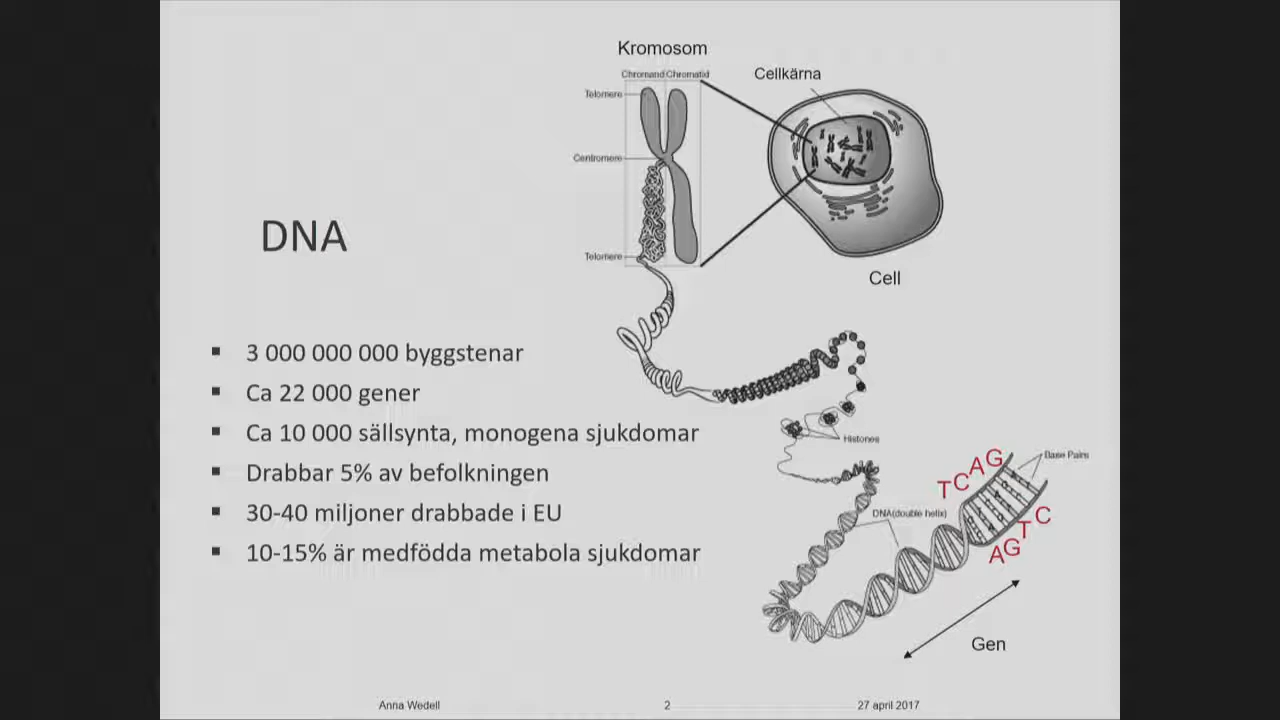 Kromosom
Chromatid Chromatid
Cellkärna
Telomere
Centromere
Telomere
Cell
DNA
3 000 000 000 byggstenar
Ca 22 000 gener
Ca 10 000 sällsynta, monogena sjukdomar
Drabbar 5% av befolkningen
30-40 miljoner drabbade i EU
10-15% är medfödda metabola sjukdomar
Histones
Base Pairs
TCAG
DNA(double helix)
AGTC
Gen
Anna Wedell
2
27 april 2017